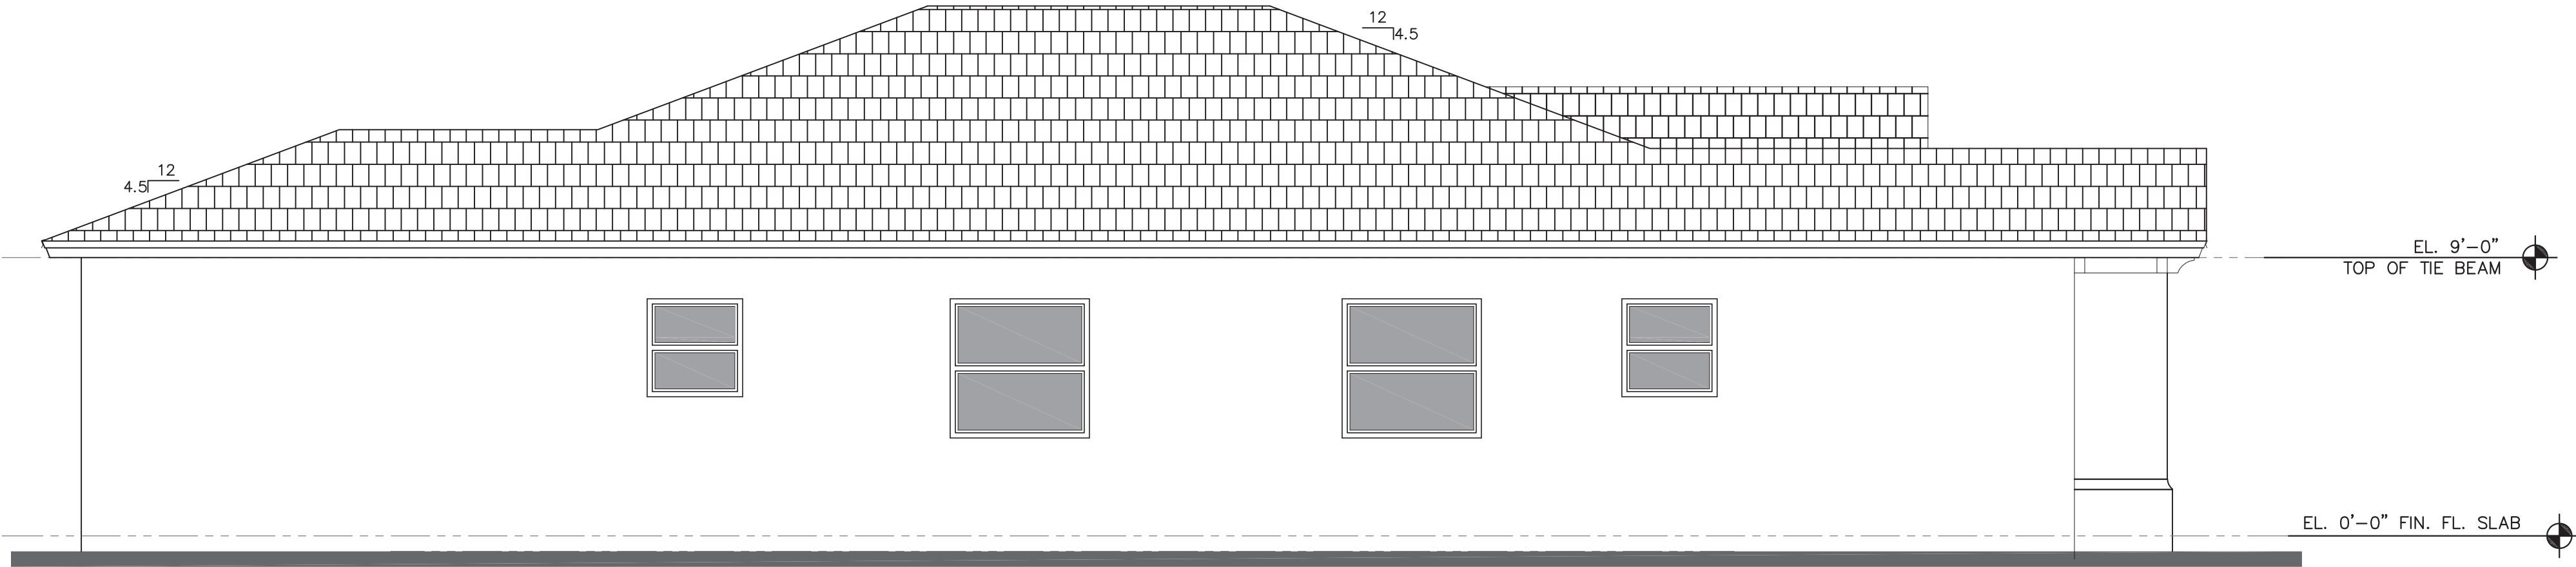 12
4.5
12
4.5
EL. 9'-0"
TOP OF TIE BEAM
EL. 0'-0" FIN. FL. SLAB